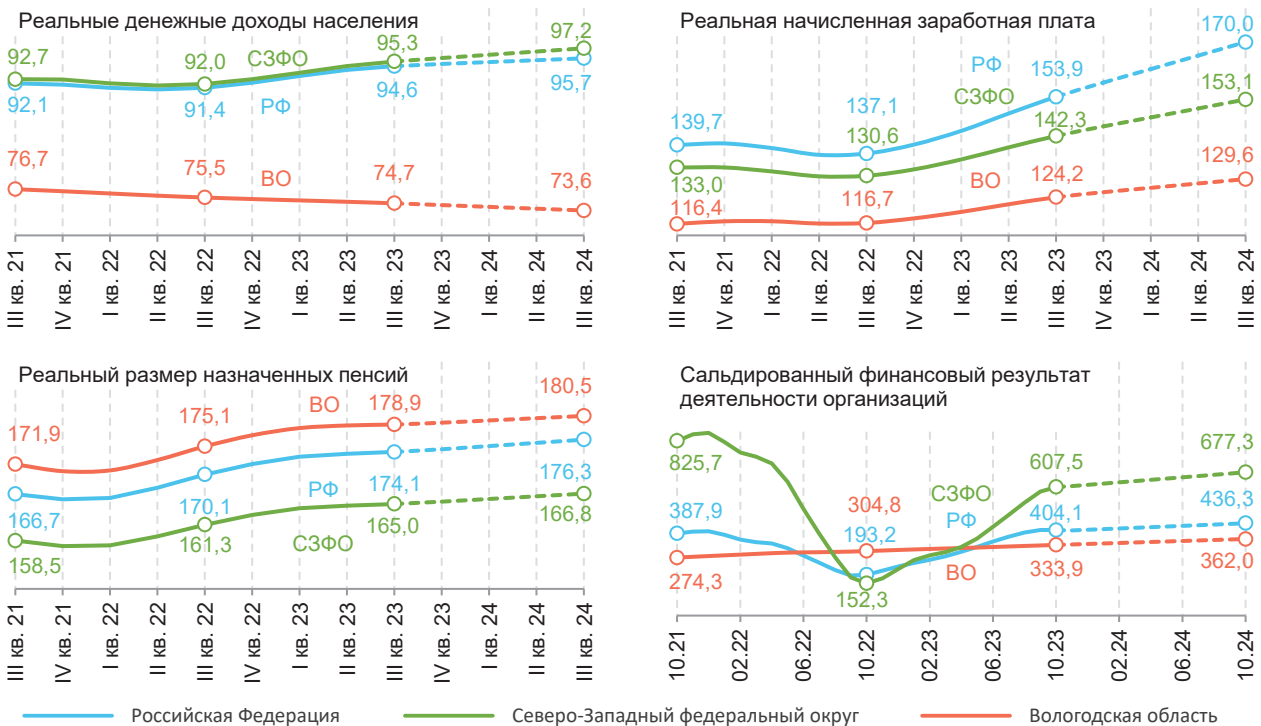 Реальные денежные доходы населения
92,7
92,0
СЗФО
95,3
97,2
92,1
91,4
РФ
94,6
95,7
76,7
75,5
ВО
74,7
73,6
III кв. 21
IV кв. 21
I кв. 22
II кв. 22
III кв. 22
IV кв. 22
I кв. 23
II кв. 23
III кв. 23
IV кв. 23
I кв. 24
II кв. 24
III кв. 24
Реальная начисленная заработная плата
170,0
РФ
153,9
139,7
137,1
СЗФО
153,1
130,6
142,3
133,0
116,4
116,7
ВО
124,2
129,6
III кв. 21
IV кв. 21
I кв. 22
II кв. 22
III кв. 22
IV кв. 22
I кв. 23
II кв. 23
III кв. 23
IV кв. 23
I кв. 24
II кв. 24
III кв. 24
Реальный размер назначенных пенсий
171,9
175,1
ВО
178,9
180,5
166,7
170,1
РФ
174,1
176,3
158,5
161,3
СЗФО
165,0
166,8
III кв. 21
IV кв. 21
I кв. 22
II кв. 22
III кв. 22
IV кв. 22
I кв. 23
II кв. 23
III кв. 23
IV кв. 23
I кв. 24
II кв. 24
III кв. 24
Сальдированный финансовый результат
деятельности организаций
825,7
СЗФО
607,5
677,3
387,9
304,8
193,2
РФ
404,1
436,3
274,3
152,3
ВО
333,9
362,0
10.21
02.22
06.22
10.22
02.23
06.23
10.23
02.24
06.24
10.24
Российская Федерация
Северо-Западный федеральный округ
Вологодская область